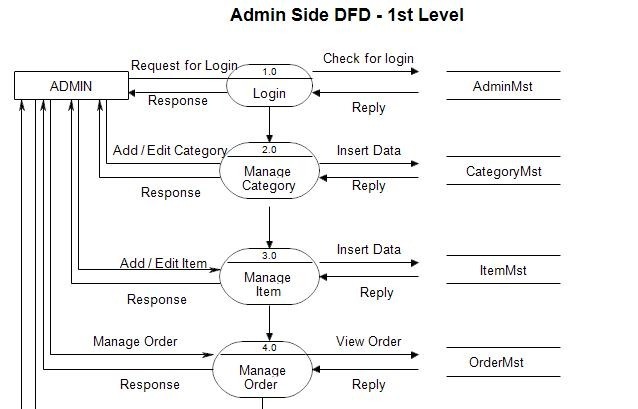 Admin Side DFD - 1st Level
Request for Login
1.0
Check for login
ADMIN
Login
AdminMst
Response
Reply
Add / Edit Category
2.0
Insert Data
Manage
Category
CategoryMst
Response
Reply
3.0
Insert Data
Add / Edit Item
Manage
Item
ItemMst
Response
Reply
Manage Order
4.0
View Order
Manage
Order
OrderMst
Response
Reply